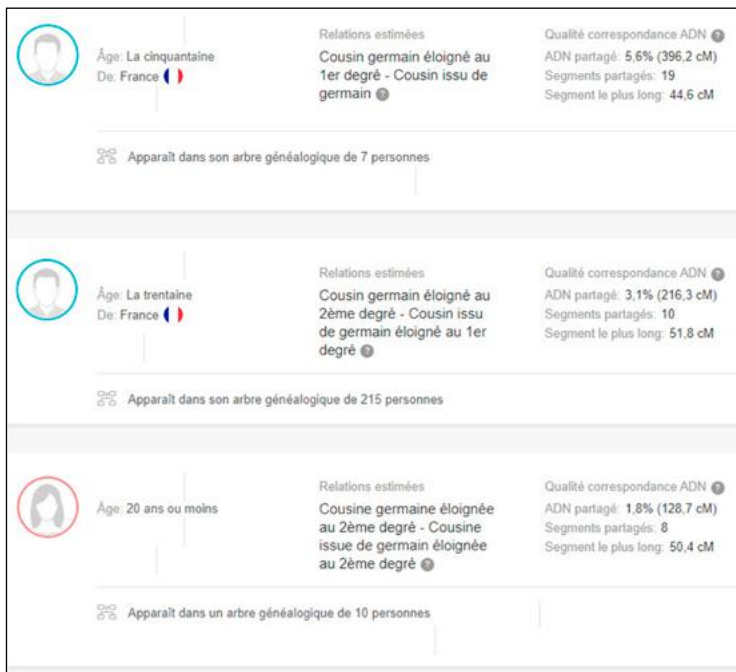 Âge: La cinquantaine
De: France
Relations estimées
Cousin germain éloigné au
1er degré - Cousin issu de
germain ?
Qualité correspondance ADN ?
ADN partagé: 5,6% (396,2 cM)
Segments partagés: 19
Segment le plus long: 44,6 cM
Apparaît dans son arbre généalogique de 7 personnes
Âge: La trentaine
De: France
Relations estimées
Cousin germain éloigné au
2ème degré - Cousin issu
de germain éloigné au 1er
degré ?
Qualité correspondance ADN ?
ADN partagé: 3,1% (216,3 cM)
Segments partagés: 10
Segment le plus long: 51,8 cM
Apparaît dans son arbre généalogique de 215 personnes
Âge: 20 ans ou moins
Relations estimées
Cousine germaine éloignée
au 2ème degré - Cousine
issue de germain éloignée
au 2ème degré ?
Qualité correspondance ADN ?
ADN partagé: 1,8% (128,7 cM)
Segments partagés: 8
Segment le plus long: 50,4 cM
Apparaît dans un arbre généalogique de 10 personnes